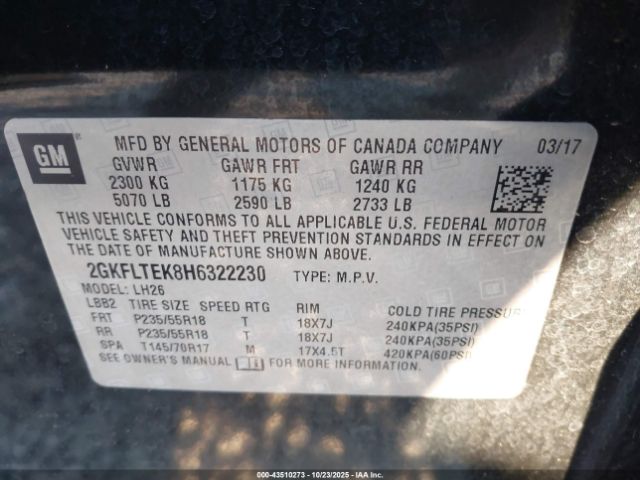 GM MFD BY GENERAL MOTORS OF CANADA COMPANY 03/17
GVWR GAWR FRT GAWR RR
2300 KG 1175 KG 1240 KG
5070 LB 2590 LB 2733 LB
THIS VEHICLE CONFORMS TO ALL APPLICABLE U.S. FEDERAL MOTOR
VEHICLE SAFETY AND THEFT PREVENTION STANDARDS IN EFFECT ON
THE DATE OF MANUFACTURE SHOWN ABOVE.
2GKFLTEK8H6322230 TYPE: M.P.V.
MODEL: LH26
LBB2 TIRE SIZE SPEED RTG RIM COLD TIRE PRESSURE
FRT P235/55R18 T 18X7J 240KPA(35PSI)
RR P235/55R18 T 18X7J 240KPA(35PSI)
SPA T145/70R17 M 17X4.5T 420KPA(60PSI)
SEE OWNER'S MANUAL FOR MORE INFORMATION.
00-43510273 • 10/23/2025 • IAAI.COM